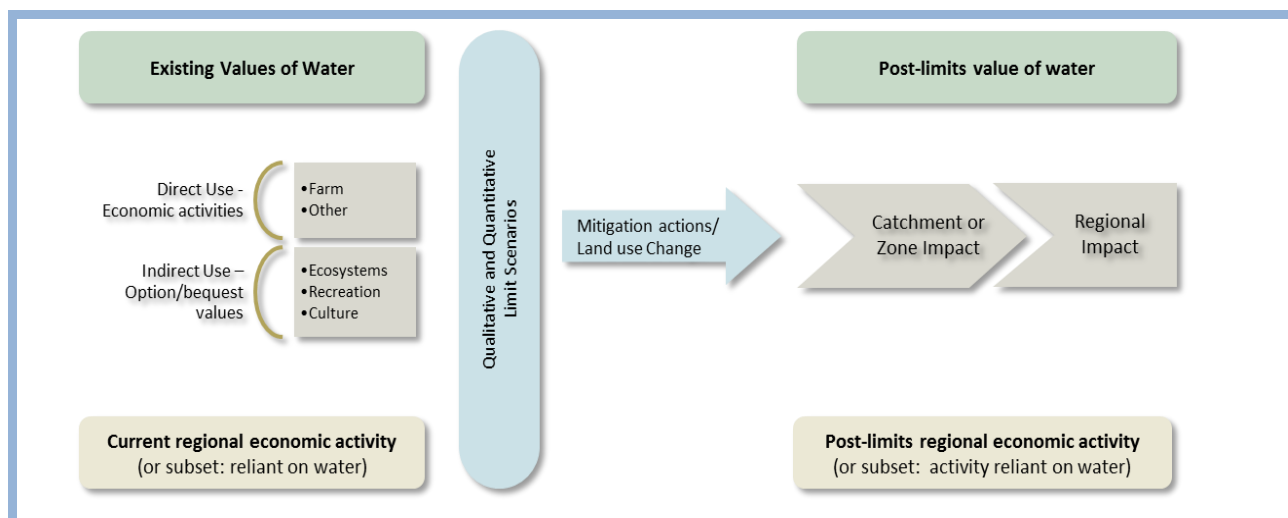 Existing Values of Water
Post-limits value of water
Direct Use -
Economic activities
•Farm
•Other
Indirect Use –
Option/bequest
values
•Ecosystems
•Recreation
•Culture
Qualitative and Quantitative
Limit Scenarios
Mitigation actions/
Land use Change
Catchment or
Zone Impact
Regional
Impact
Current regional economic activity
(or subset: reliant on water)
Post-limits regional economic activity
(or subset:  activity reliant on water)